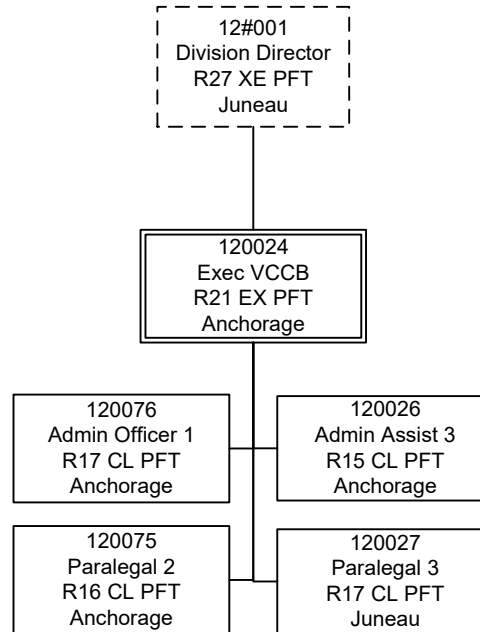 12#001
Division Director
R27 XE PFT
Juneau
120024
Exec VCCB
R21 EX PFT
Anchorage
120076
Admin Officer 1
R17 CL PFT
Anchorage
120026
Admin Assist 3
R15 CL PFT
Anchorage
120075
Paralegal 2
R16 CL PFT
Anchorage
120027
Paralegal 3
R17 CL PFT
Juneau